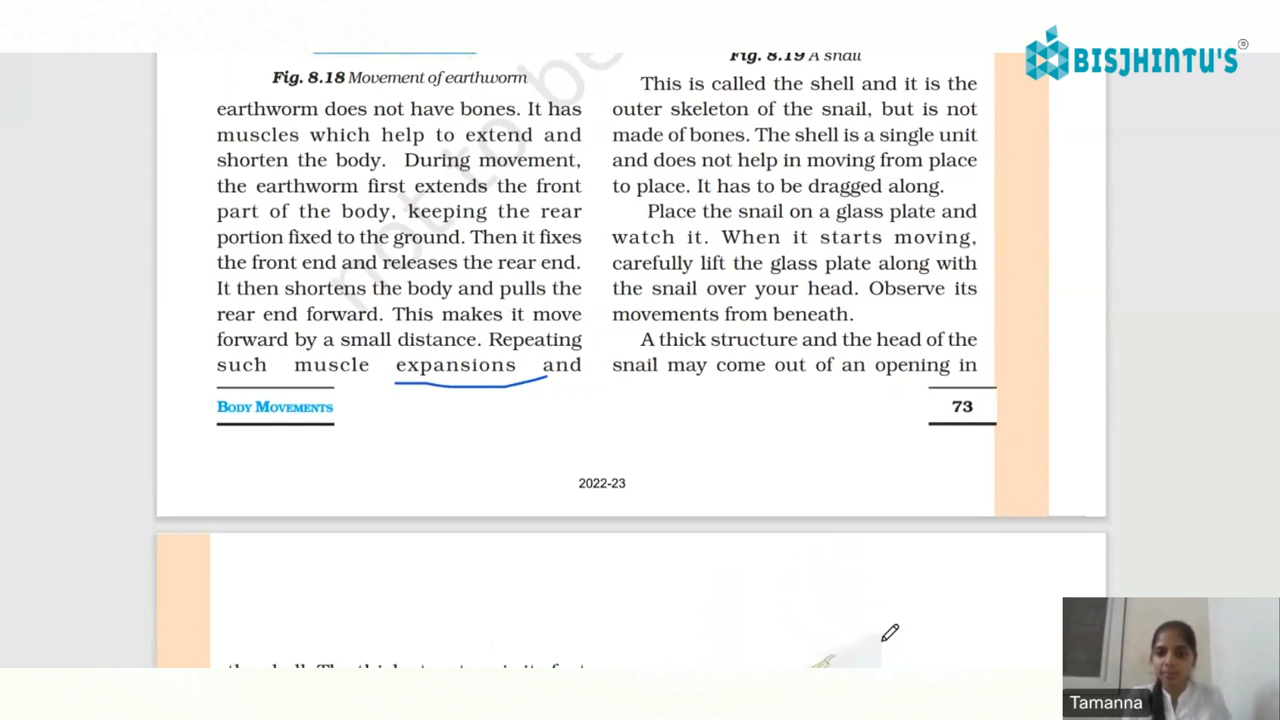 BISJHINTU'S
®
Fig. 8.18 Movement of earthworm
earthworm does not have bones. It has
muscles which help to extend and
shorten the body. During movement,
the earthworm first extends the front
part of the body, keeping the rear
portion fixed to the ground. Then it fixes
the front end and releases the rear end.
It then shortens the body and pulls the
rear end forward. This makes it move
forward by a small distance. Repeating
such muscle expansions and
Fig. 8.19 A snail
This is called the shell and it is the
outer skeleton of the snail, but is not
made of bones. The shell is a single unit
and does not help in moving from place
to place. It has to be dragged along.
Place the snail on a glass plate and
watch it. When it starts moving,
carefully lift the glass plate along with
the snail over your head. Observe its
movements from beneath.
A thick structure and the head of the
snail may come out of an opening in
BODY MOVEMENTS
73
2022-23
not to be
Tamanna